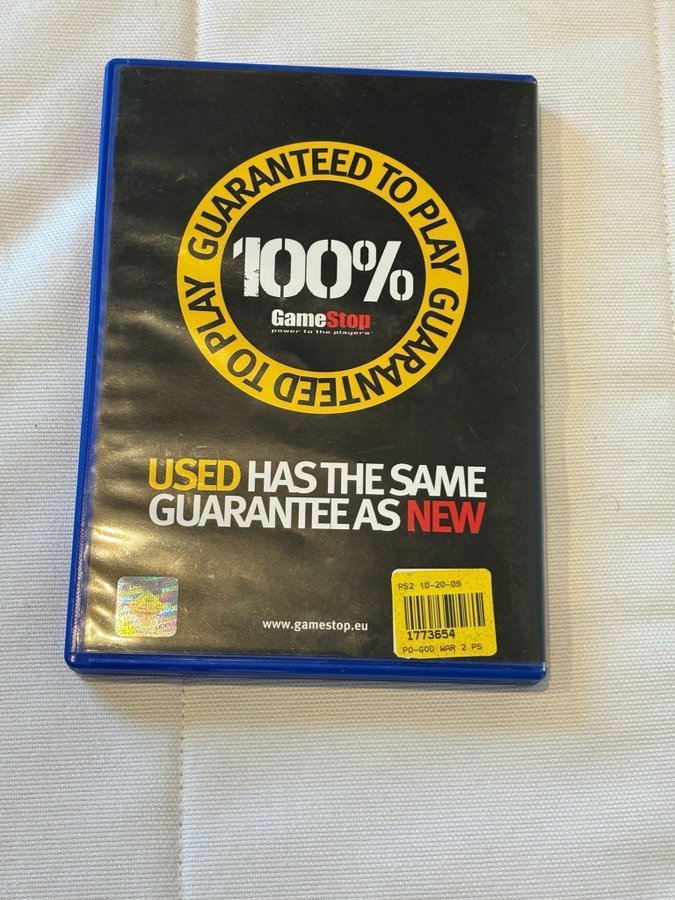 GUARANTEED TO PLAY
GUARANTEED TO PLAY
100%
GameStop
power to the players
USED HAS THE SAME
GUARANTEE AS NEW
www.gamestop.eu
PS2 10-20-09
1773654
PO-GOD WAR 2 PS